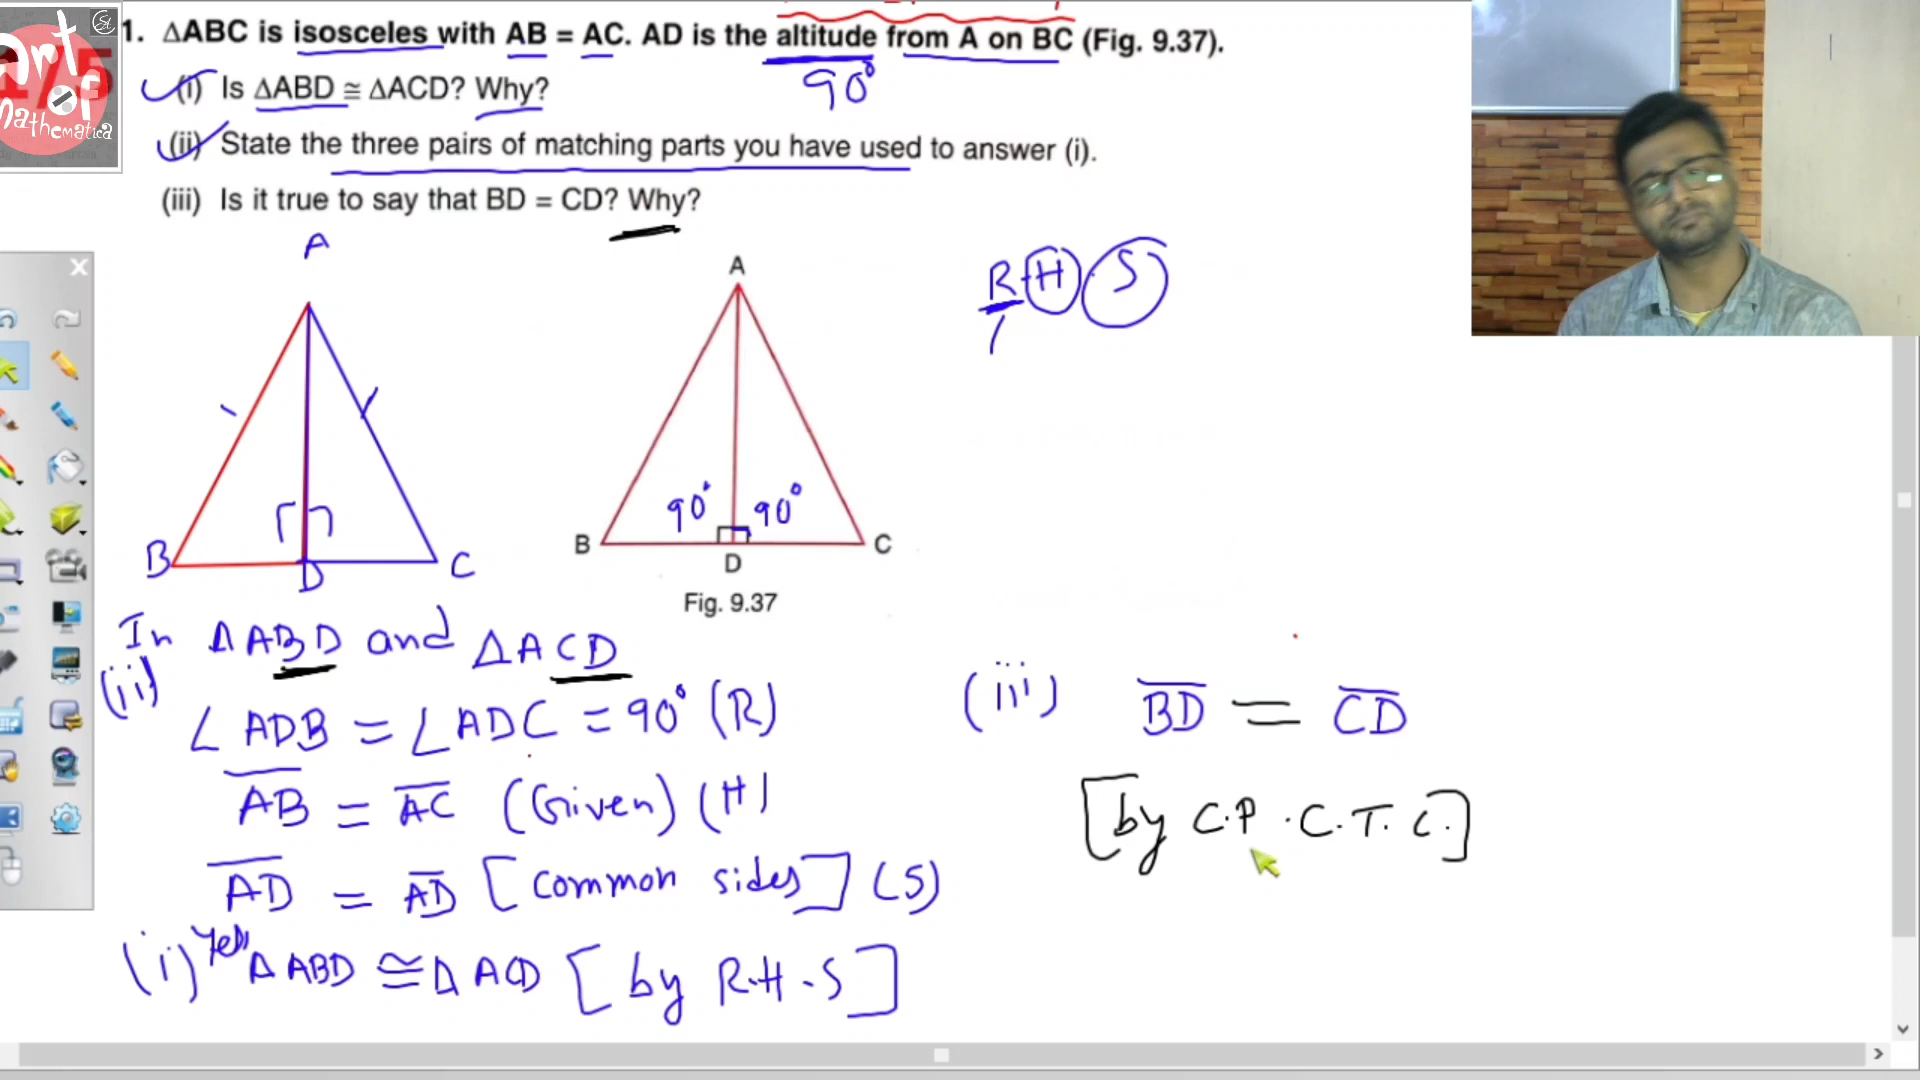 Art of Mathematica
1. ΔABC is isosceles with AB = AC. AD is the altitude from A on BC (Fig. 9.37).
90°
(i) Is ΔABD ≅ ΔACD? Why?
(ii) State the three pairs of matching parts you have used to answer (i).
(iii) Is it true to say that BD = CD? Why?
R H S
A
B D C
A
90° 90°
B D C
Fig. 9.37
In ΔABD and ΔACD
(ii)
∠ADB = ∠ADC = 90° (R)
AB = AC (Given) (H)
AD = AD [Common sides] (S)
(i) Yes ΔABD ≅ ΔACD [by R.H.S]
(iii) BD = CD
[by C.P.C.T.C.]